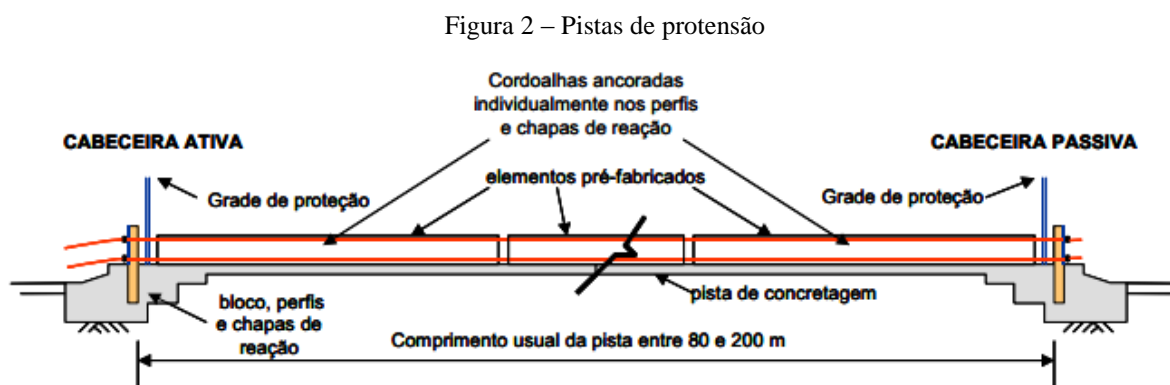 Figura 2 – Pistas de protensão
Cordoalhas ancoradas
individualmente nos perfis
e chapas de reação
CABECEIRA ATIVA
CABECEIRA PASSIVA
Grade de proteção
elementos pré-fabricados
Grade de proteção
bloco, perfis
e chapas de
reação
pista de concretagem
Comprimento usual da pista entre 80 e 200 m